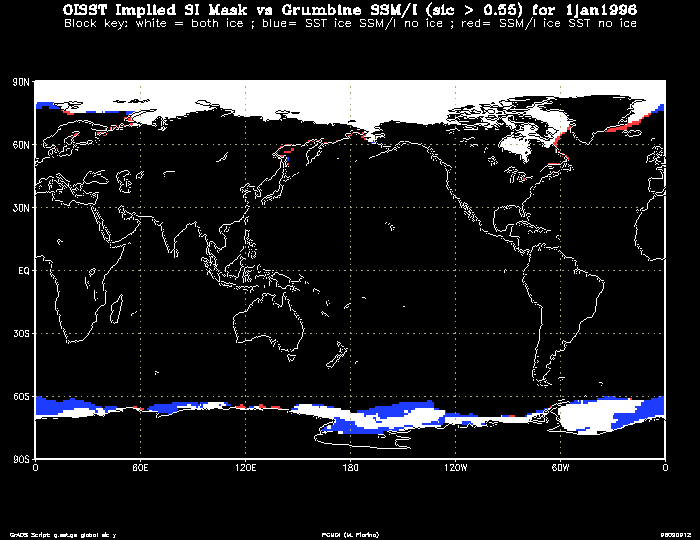 OISST Implied SI Mask vs Grumbine SSM/I (sic > 0.55) for 1jan1996
Block key: white = both ice ; blue= SST ice SSM/I no ice ; red= SSM/I ice SST no ice
90N
60N
30N
EQ
30S
60S
90S
0 60E 120E 180 120W 60W 0
GrADS Script: global sic
PCMDI (M. Fiorino)